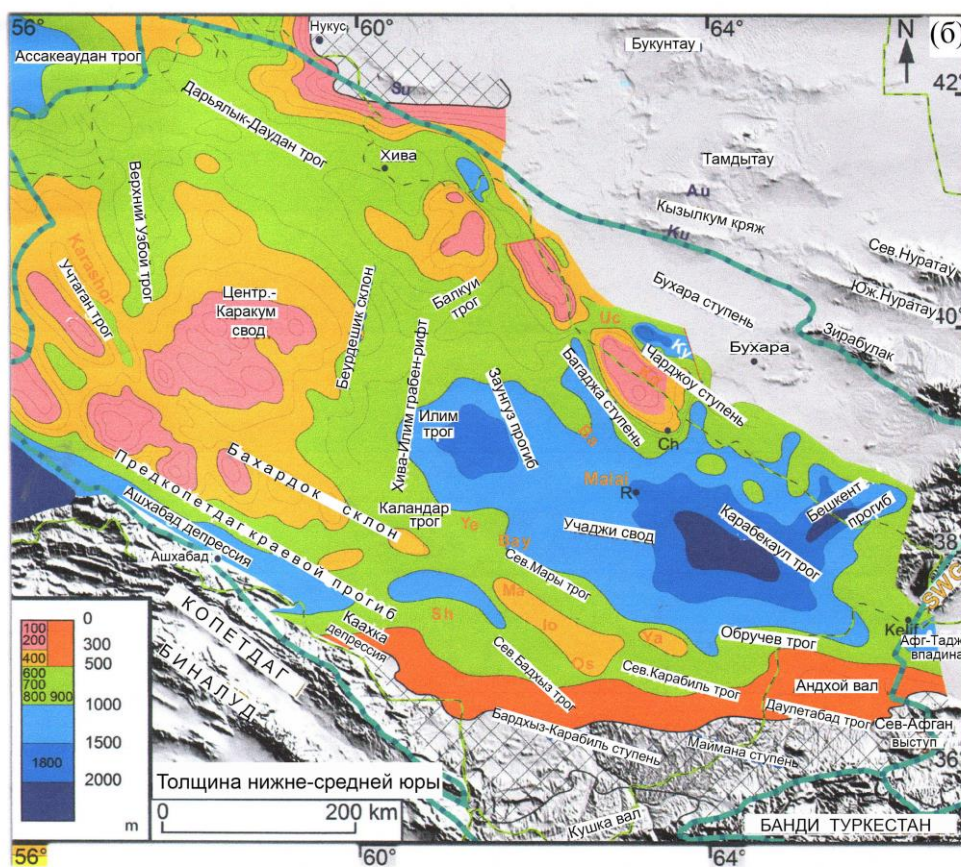 56°
60°
64°
N
(б)
Нукус
Букунтау
Ассакеаудан трог
42°
Su
Дарьялык-Даудан трог
Хива
Тамдытау
Au
Верхний Узбой трог
Кызылкум кряж
Ku
Karashor
Учтаган трог
Сев.Нуратау
Центр.-
Каракум
свод
Беурдешик склон
Балкуи
трог
Бухара ступень
Юж.Нуратау
40°
Uc
Ky
Зирабулак
Бухара
Чарджоу ступень
Багаджа ступень
Хива-Илим грабен-рифт
Заунгуз прогиб
Илим
трог
Ch
Malai
R
Бахардок склон
Предкопетдаг краевой прогиб
Каландар
трог
Ye
Учаджи свод
Карабекаул трог
Бешкент
прогиб
Ашхабад депрессия
Bay
38
Ашхабад
Сев.Мары трог
SWG
Ma
Sh
Io
Ya
Kelif
КОПЕТДАГ
Каахка
депрессия
Обручев трог
Афг-Тадж
впадина
БИНАЛУД
Сев.Бадхыз трог
Os
Сев.Карабиль трог
Андхой вал
Даулетабад трог
Бардхыз-Карабиль ступень
Маймана ступень
Сев-Афган
выступ
36
Кушка вал
БАНДИ ТУРКЕСТАН
0
100
200
300
400
500
600
700
800 900
1000
1500
1800
2000
m
Толщина нижне-средней юры
0
200 km
56°
60°
64°